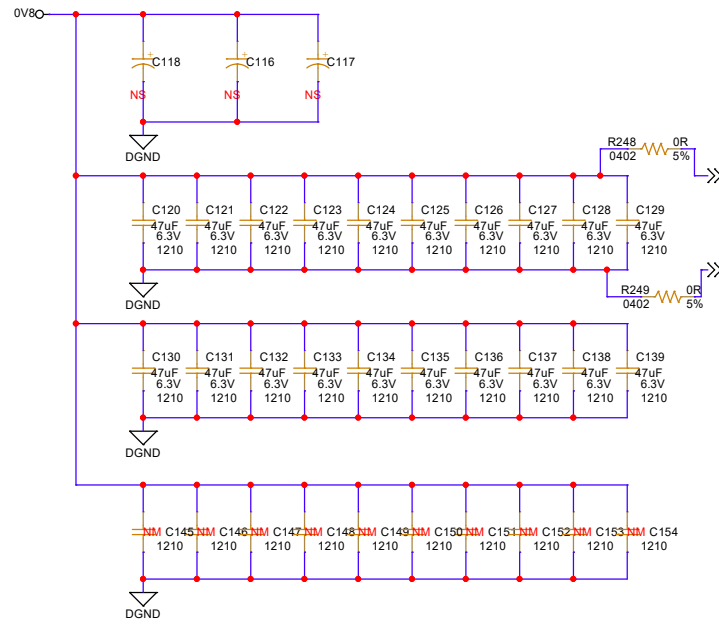 0V8
C118 C116 C117
NS NS NS
DGND
R248 0R
0402 5%
C120 C121 C122 C123 C124 C125 C126 C127 C128 C129
47uF 47uF 47uF 47uF 47uF 47uF 47uF 47uF 47uF 47uF
6.3V 6.3V 6.3V 6.3V 6.3V 6.3V 6.3V 6.3V 6.3V 6.3V
1210 1210 1210 1210 1210 1210 1210 1210 1210 1210
DGND
R249 0R
0402 5%
C130 C131 C132 C133 C134 C135 C136 C137 C138 C139
47uF 47uF 47uF 47uF 47uF 47uF 47uF 47uF 47uF 47uF
6.3V 6.3V 6.3V 6.3V 6.3V 6.3V 6.3V 6.3V 6.3V 6.3V
1210 1210 1210 1210 1210 1210 1210 1210 1210 1210
DGND
NM C145 NM C146 NM C147 NM C148 NM C149 NM C150 NM C151 NM C152 NM C153 NM C154
1210 1210 1210 1210 1210 1210 1210 1210 1210 1210
DGND